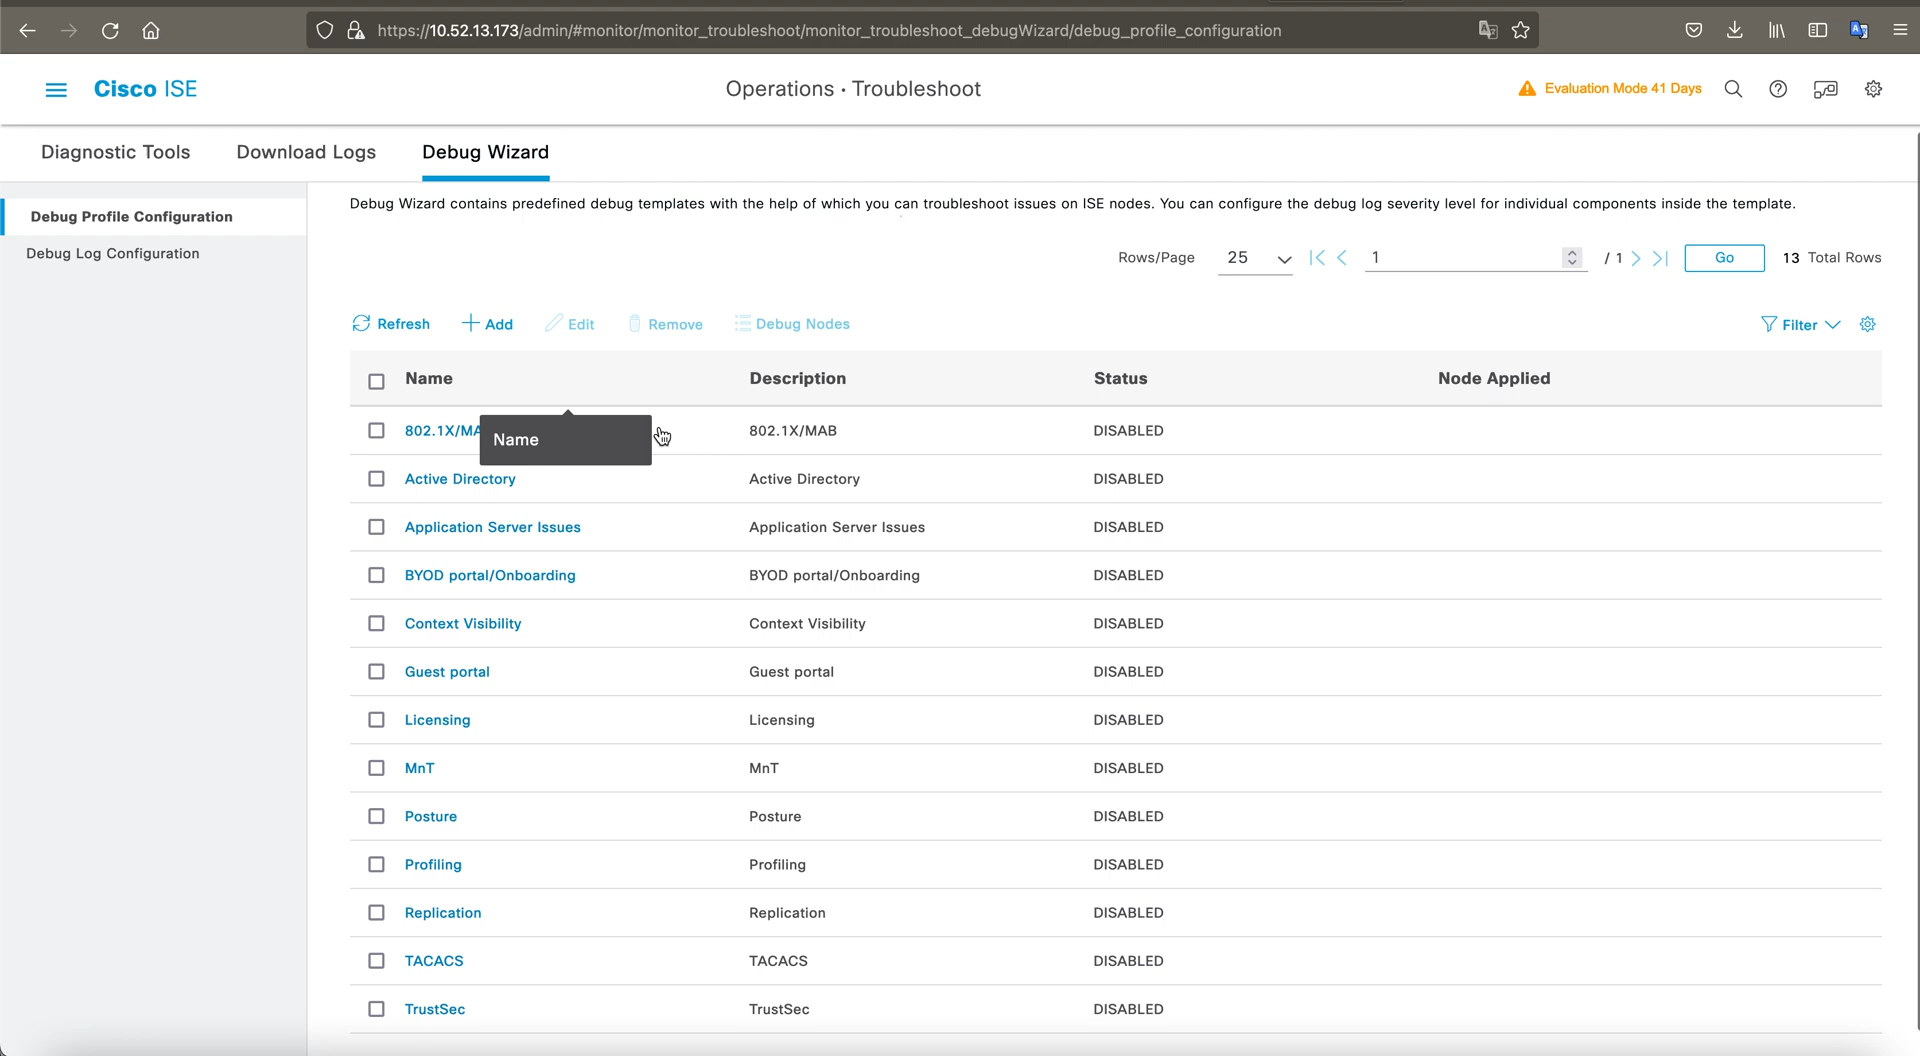 https://10.52.13.173/admin/#monitor/monitor_troubleshoot/monitor_troubleshoot_debugWizard/debug_profile_configuration
Cisco ISE
Operations · Troubleshoot
Evaluation Mode 41 Days
Diagnostic Tools
Download Logs
Debug Wizard
Debug Profile Configuration
Debug Log Configuration
Debug Wizard contains predefined debug templates with the help of which you can troubleshoot issues on ISE nodes. You can configure the debug log severity level for individual components inside the template.
Rows/Page 25 1 / 1 Go 13 Total Rows
Refresh Add Edit Remove Debug Nodes Filter
Name Description Status Node Applied
802.1X/MA 802.1X/MAB DISABLED
Name
Active Directory Active Directory DISABLED
Application Server Issues Application Server Issues DISABLED
BYOD portal/Onboarding BYOD portal/Onboarding DISABLED
Context Visibility Context Visibility DISABLED
Guest portal Guest portal DISABLED
Licensing Licensing DISABLED
MnT MnT DISABLED
Posture Posture DISABLED
Profiling Profiling DISABLED
Replication Replication DISABLED
TACACS TACACS DISABLED
TrustSec TrustSec DISABLED